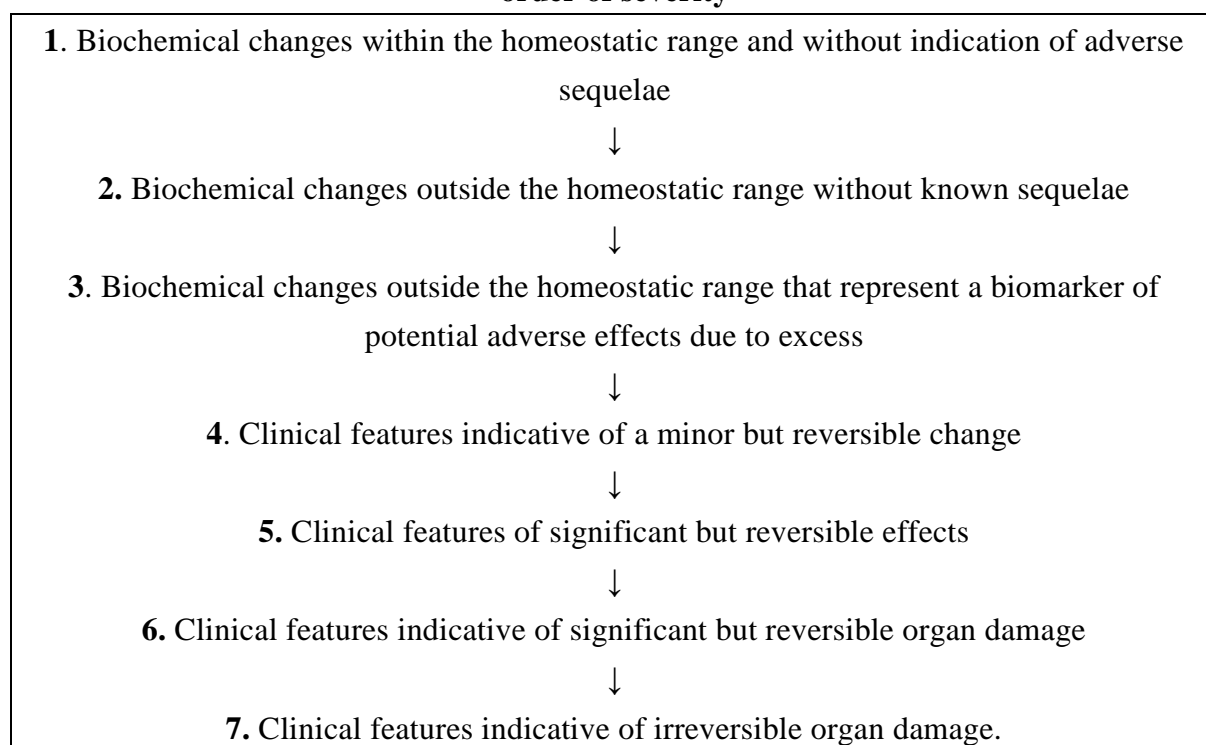 order of severity
1. Biochemical changes within the homeostatic range and without indication of adverse
sequelae
↓
2. Biochemical changes outside the homeostatic range without known sequelae
↓
3. Biochemical changes outside the homeostatic range that represent a biomarker of
potential adverse effects due to excess
↓
4. Clinical features indicative of a minor but reversible change
↓
5. Clinical features of significant but reversible effects
↓
6. Clinical features indicative of significant but reversible organ damage
↓
7. Clinical features indicative of irreversible organ damage.